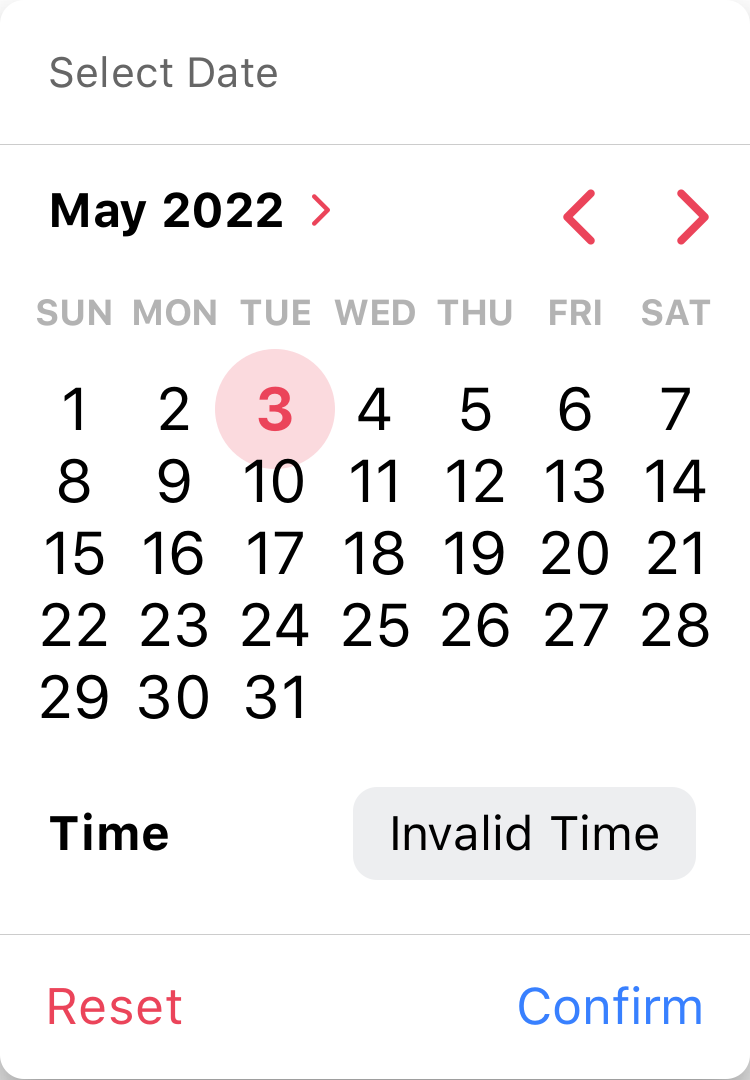 Select Date
May 2022
SUN MON TUE WED THU FRI SAT
1 2 3 4 5 6 7
8 9 10 11 12 13 14
15 16 17 18 19 20 21
22 23 24 25 26 27 28
29 30 31
Time Invalid Time
Reset Confirm